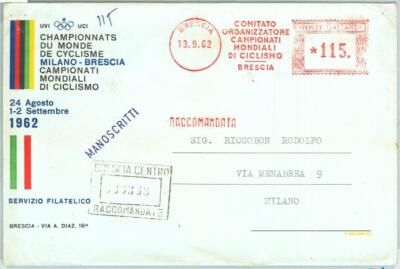 UVI UCI
115
CHAMPIONNATS
DU MONDE
DE CYCLISME
MILANO - BRESCIA
CAMPIONATI
MONDIALI
DI CICLISMO
24 Agosto
1-2 Settembre
1962
SERVIZIO FILATELICO
BRESCIA - VIA A. DIAZ, 16
BRESCIA
13.9.62
COMITATO
ORGANIZZATORE
CAMPIONATI
MONDIALI
DI CICLISMO
BRESCIA
POSTE ITALIANE
*115.
RACCOMANDATA
MANOSCRITTI
BRESCIA CENTRO
RACCOMANDATE
SIG. RICCOBON RODOLFO
VIA MENABREA 9
MILANO